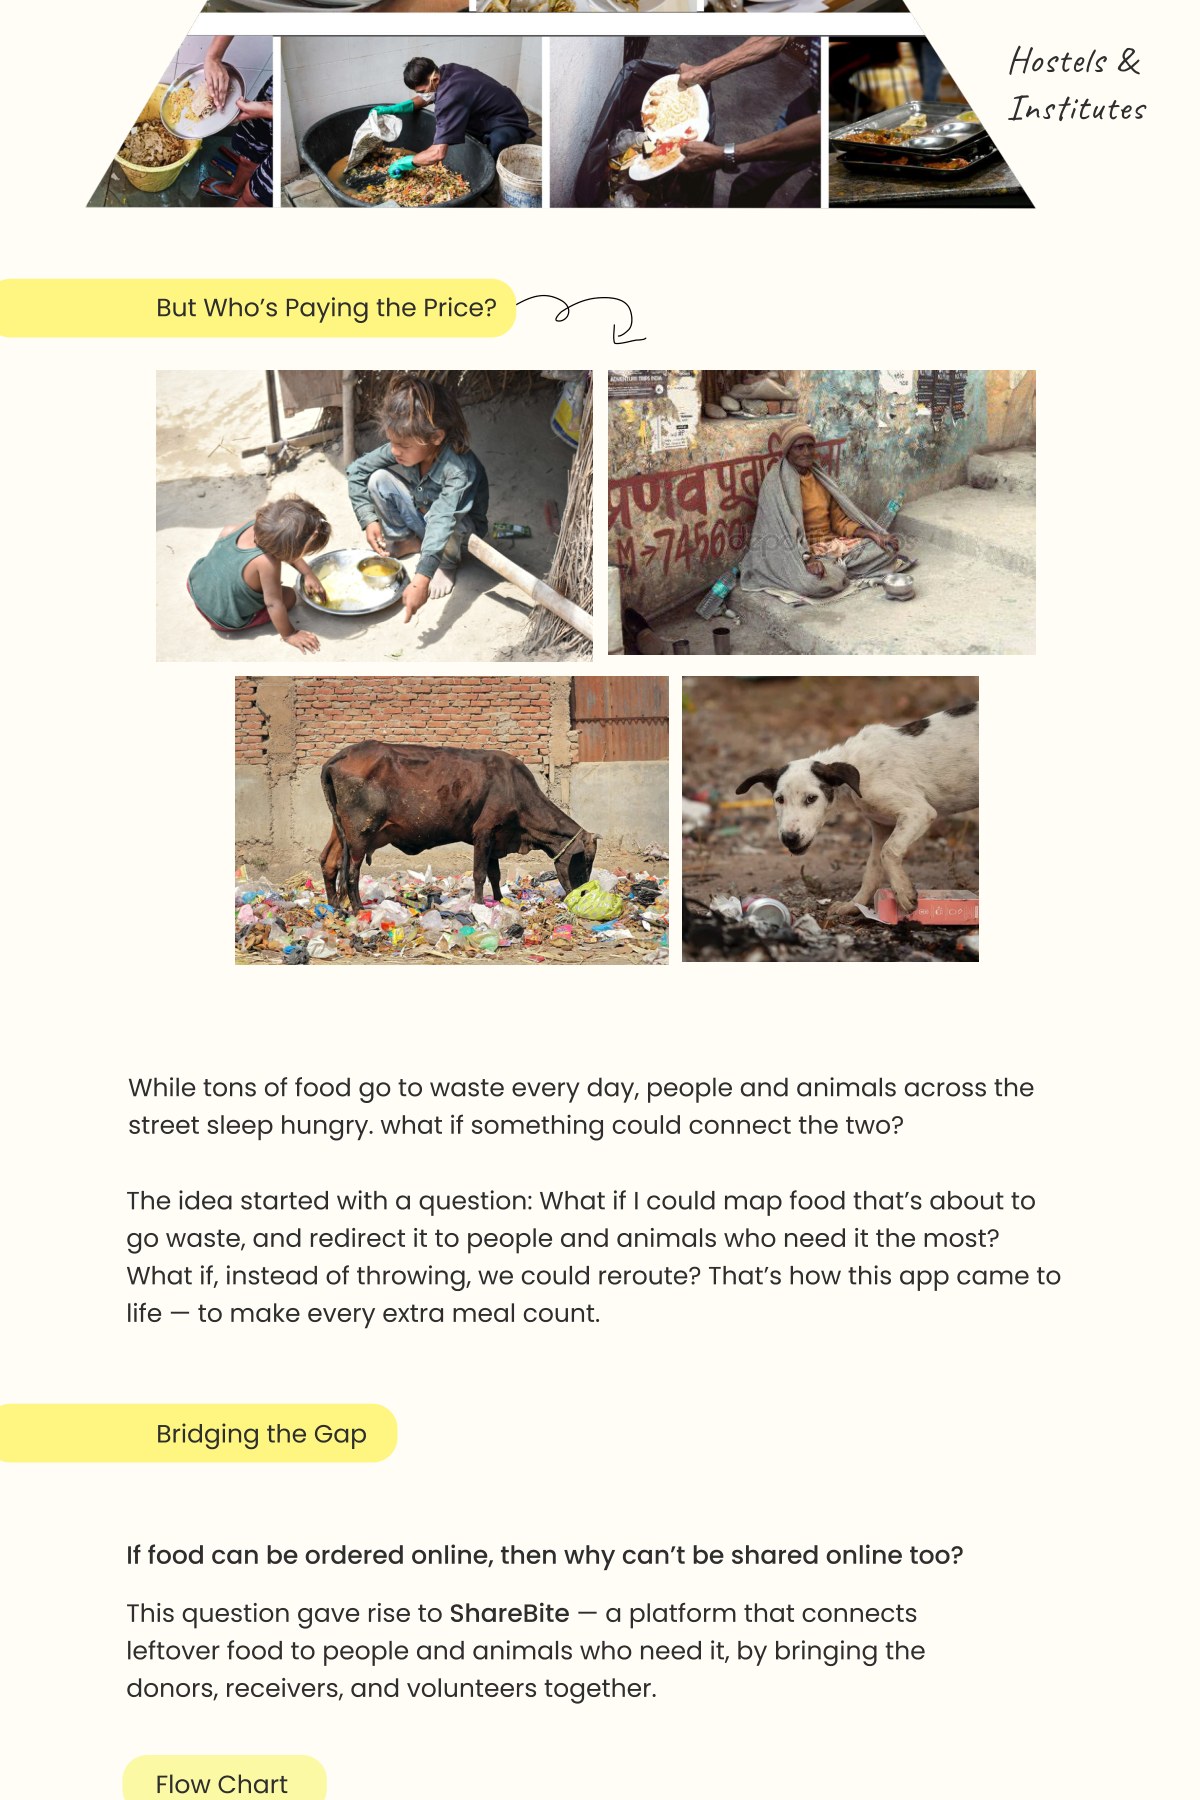 Hostels &
Institutes
But Who's Paying the Price?
प्रणव
M→7456
While tons of food go to waste every day, people and animals across the
street sleep hungry. what if something could connect the two?
The idea started with a question: What if I could map food that's about to
go waste, and redirect it to people and animals who need it the most?
What if, instead of throwing, we could reroute? That's how this app came to
life — to make every extra meal count.
Bridging the Gap
If food can be ordered online, then why can't be shared online too?
This question gave rise to ShareBite — a platform that connects
leftover food to people and animals who need it, by bringing the
donors, receivers, and volunteers together.
Flow Chart